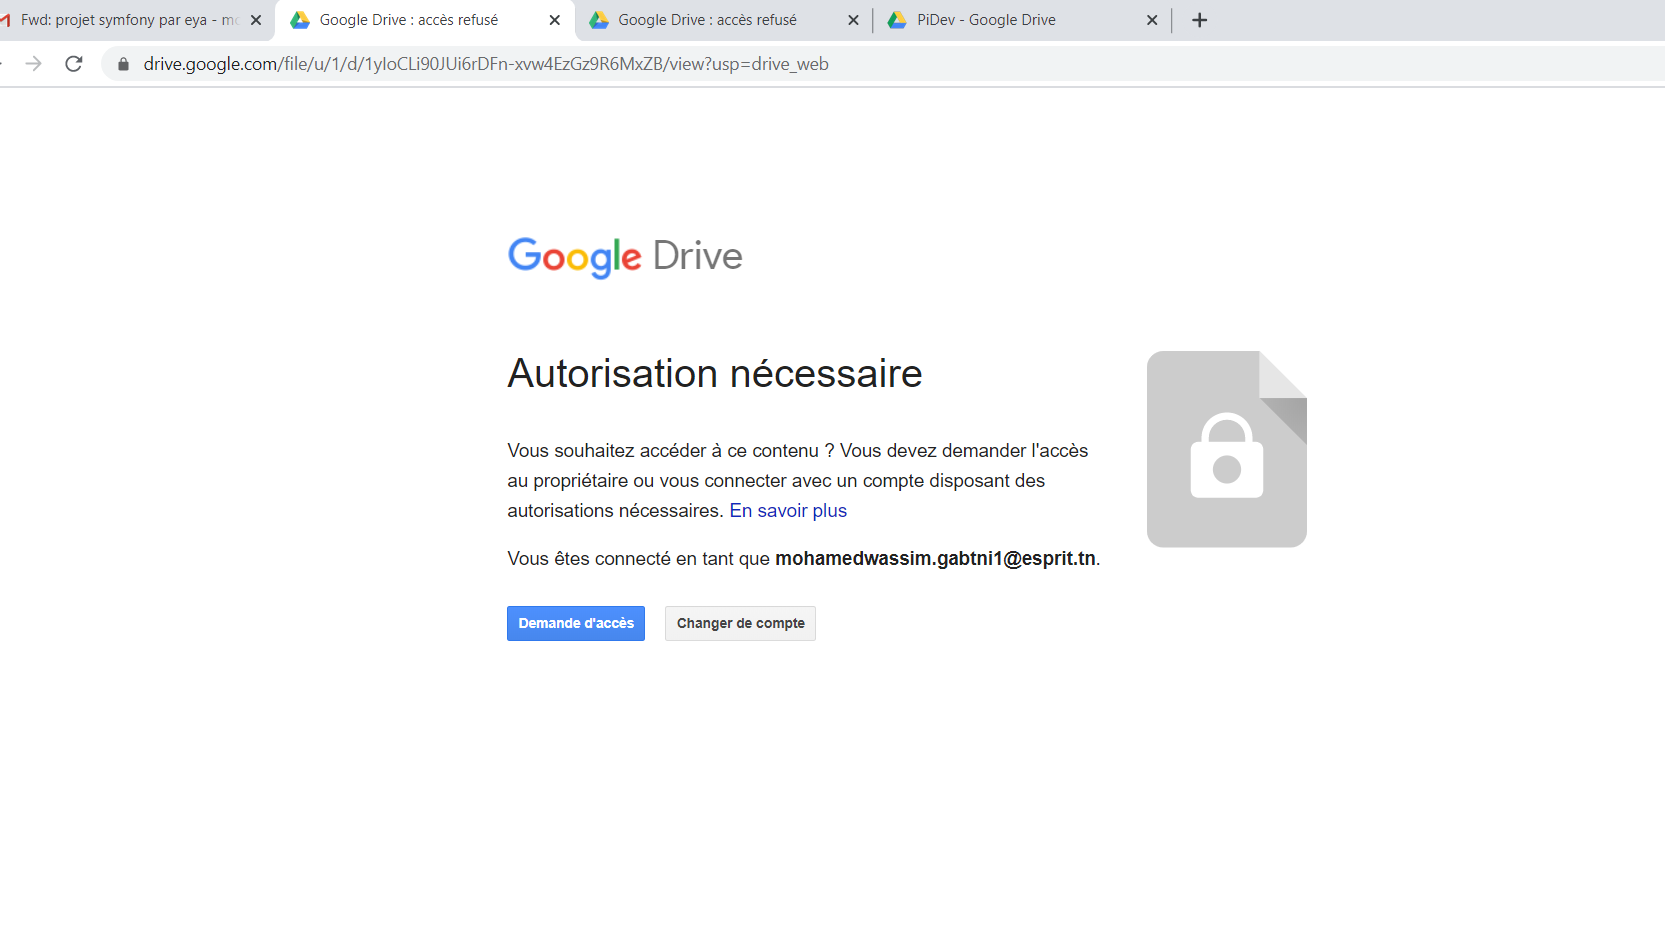 Fwd: projet symfony par eya - mc
Google Drive : accès refusé
Google Drive : accès refusé
PiDev - Google Drive
drive.google.com/file/u/1/d/1yIoCLi90JUi6rDFn-xvw4EzGz9R6MxZB/view?usp=drive_web
Google Drive
Autorisation nécessaire
Vous souhaitez accéder à ce contenu ? Vous devez demander l'accès
au propriétaire ou vous connecter avec un compte disposant des
autorisations nécessaires. En savoir plus
Vous êtes connecté en tant que mohamedwassim.gabtni1@esprit.tn.
Demande d'accès
Changer de compte